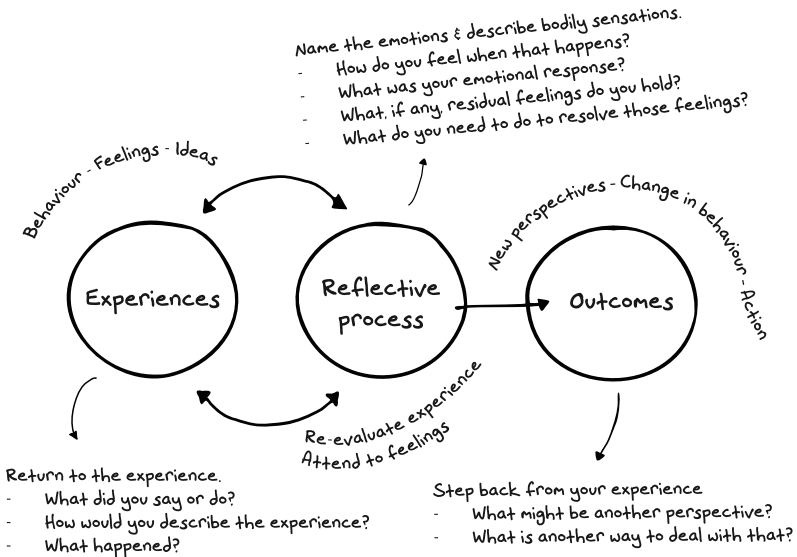 Name the emotions & describe bodily sensations.
- How do you feel when that happens?
- What was your emotional response?
- What, if any, residual feelings do you hold?
- What do you need to do to resolve those feelings?
Behaviour - Feelings - Ideas
New perspectives - Change in behaviour - Action
Experiences
Reflective
process
Outcomes
Re-evaluate experience
Attend to feelings
Return to the experience.
- What did you say or do?
- How would you describe the experience?
- What happened?
Step back from your experience
- What might be another perspective?
- What is another way to deal with that?